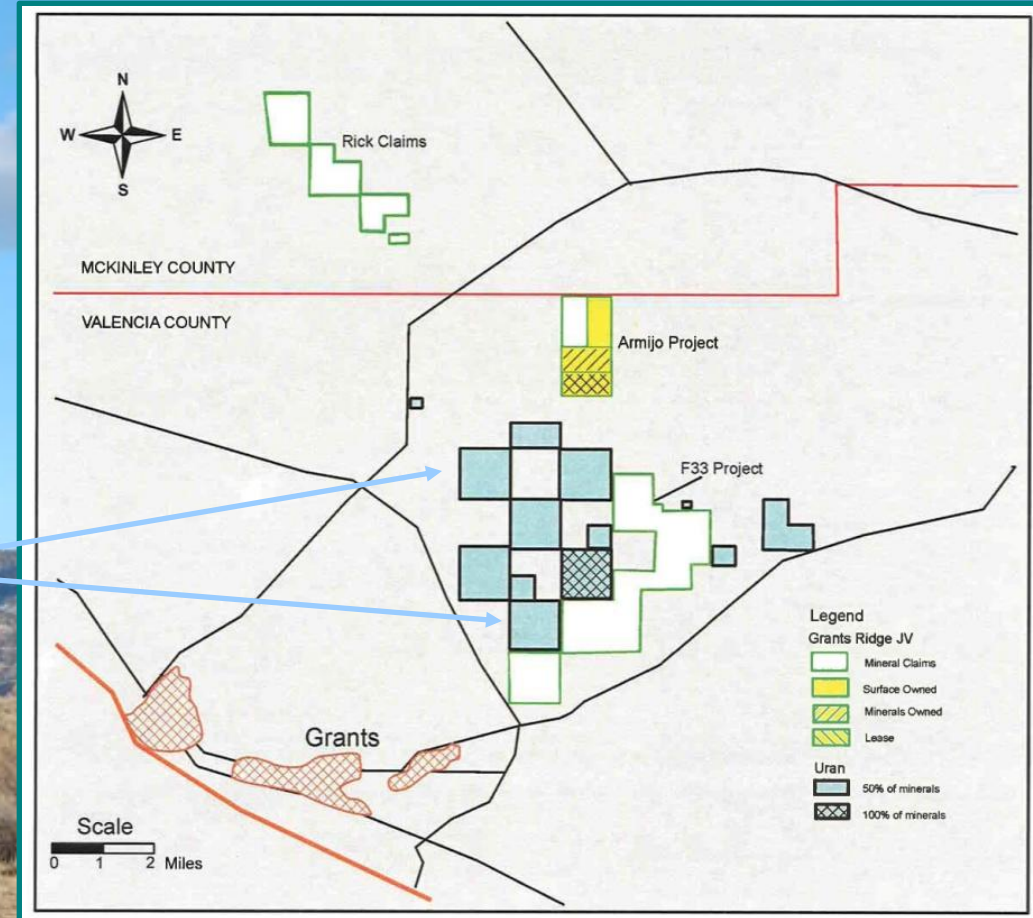 N
W E
S
Rick Claims
MCKINLEY COUNTY
VALENCIA COUNTY
Armijo Project
F33 Project
Legend
Grants Ridge JV
Mineral Claims
Surface Owned
Minerals Owned
Lease
Uran
50% of minerals
100% of minerals
Grants
Scale
0 1 2 Miles